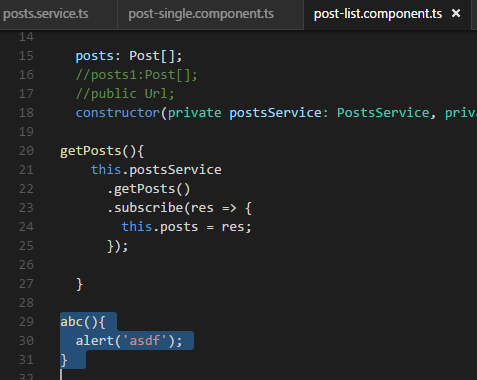 posts.service.ts post-single.component.ts post-list.component.ts ×
14
15 posts: Post[];
16 //posts1:Post[];
17 //public Url;
18 constructor(private postsService: PostsService, priv
19
20 getPosts(){
21 this.postsService
22 .getPosts()
23 .subscribe(res => {
24 this.posts = res;
25 });
26
27 }
28
29 abc(){
30 alert('asdf');
31 }
32